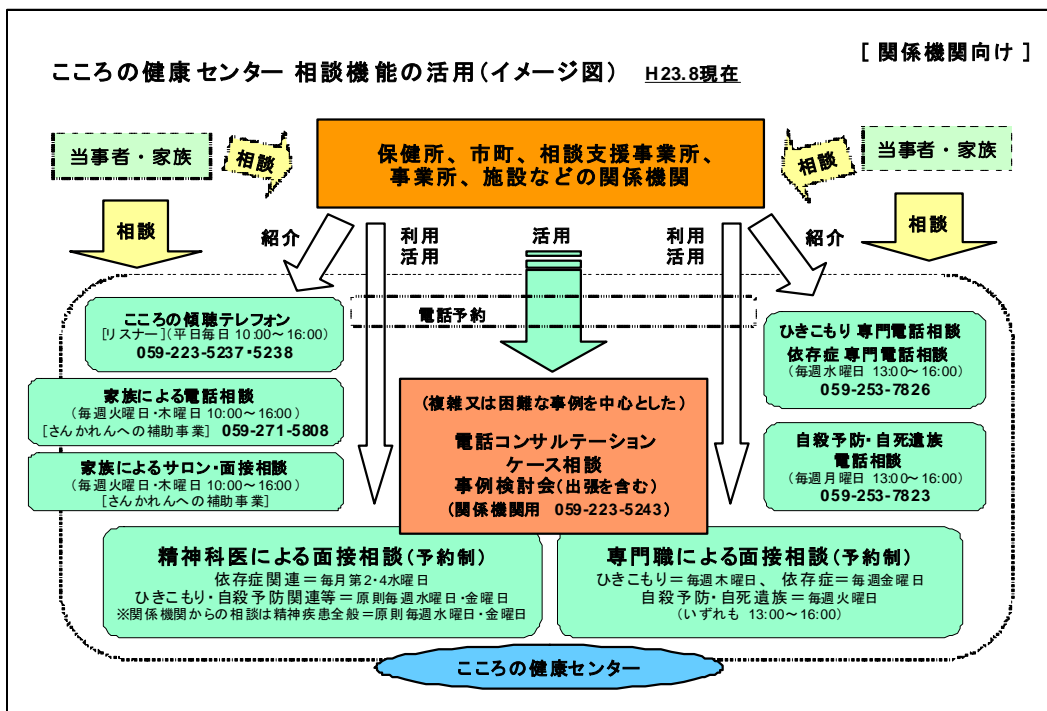 [ 関係機関向け ]
こころの健康センター 相談機能の活用(イメージ図) H23.8現在
当事者・家族
相談
保健所、市町、相談支援事業所、
事業所、施設などの関係機関
相談
当事者・家族
相談
紹介
利用
活用
活用
利用
活用
紹介
相談
電話予約
こころの傾聴テレフォン
[リスナー](平日毎日 10:00～16:00)
059-223-5237・5238
家族による電話相談
(毎週火曜日・木曜日 10:00～16:00)
[さんかれんへの補助事業] 059-271-5808
家族によるサロン・面接相談
(毎週火曜日・木曜日 10:00～16:00)
[さんかれんへの補助事業]
(複雑又は困難な事例を中心とした)
電話コンサルテーション
ケース相談
事例検討会(出張を含む)
(関係機関用 059-223-5243)
ひきこもり 専門電話相談
依存症 専門電話相談
(毎週水曜日 13:00～16:00)
059-253-7826
自殺予防・自死遺族
電話相談
(毎週月曜日 13:00～16:00)
059-253-7823
精神科医による面接相談(予約制)
依存症関連＝毎月第2・4水曜日
ひきこもり・自殺予防関連等＝原則毎週水曜日・金曜日
※関係機関からの相談は精神疾患全般＝原則毎週水曜日・金曜日
専門職による面接相談(予約制)
ひきこもり＝毎週木曜日、依存症＝毎週金曜日
自殺予防・自死遺族＝毎週火曜日
(いずれも 13:00～16:00)
こころの健康センター